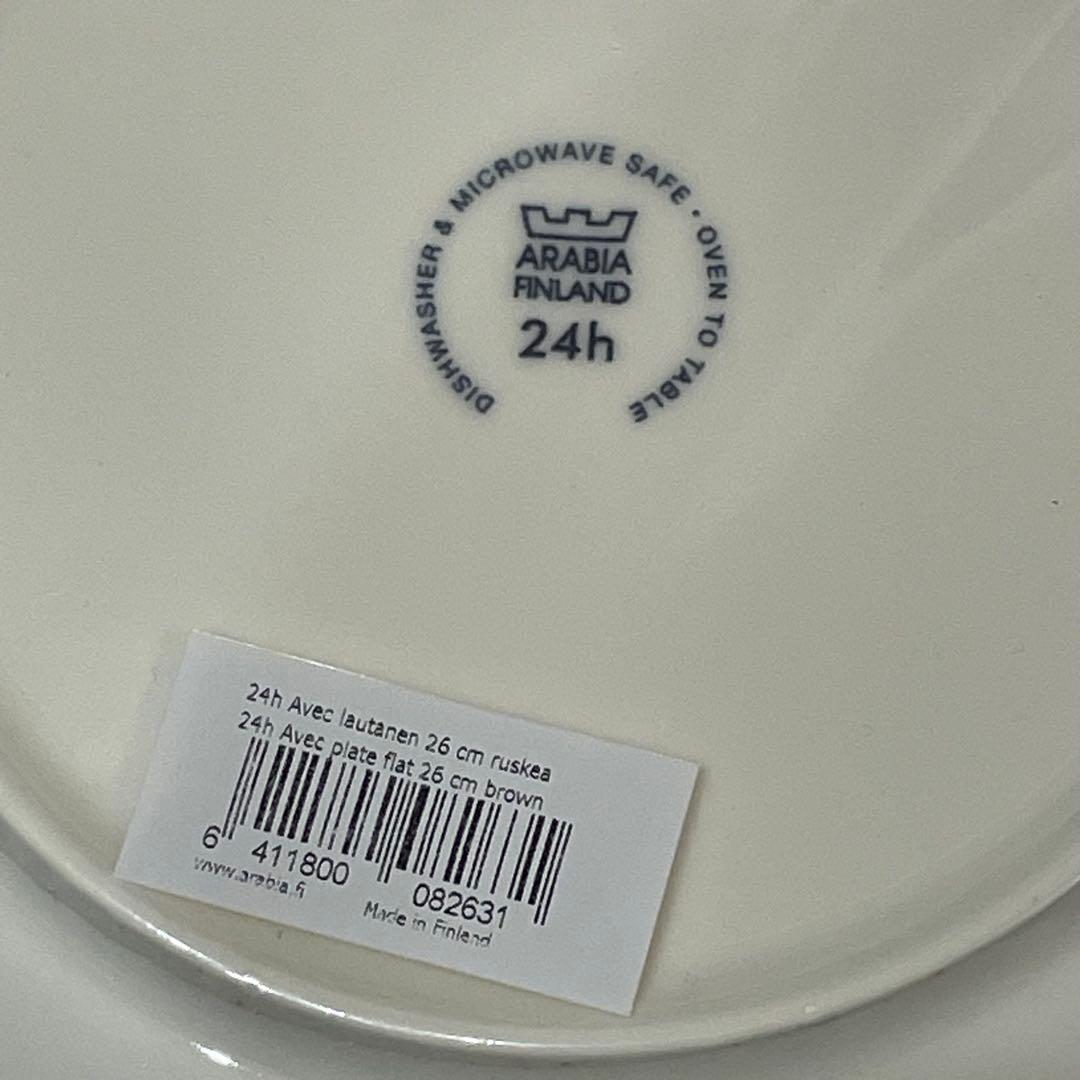 DISHWASHER & MICROWAVE SAFE · OVEN TO TABLE
ARABIA
FINLAND
24h
24h Avec lautanen 26 cm ruskea
24h Avec plate flat 26 cm brown
6 411800 082631
www.arabia.fi
Made in Finland